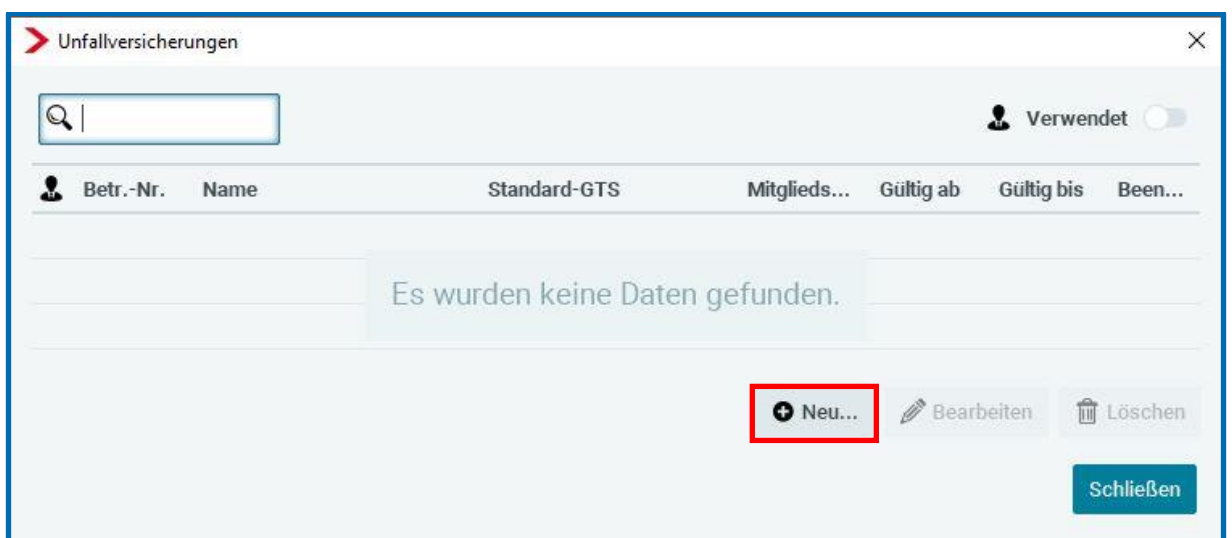 Unfallversicherungen
Verwendet
Betr.-Nr. Name Standard-GTS Mitglieds... Gültig ab Gültig bis Been...
Es wurden keine Daten gefunden.
Neu... Bearbeiten Löschen
Schließen